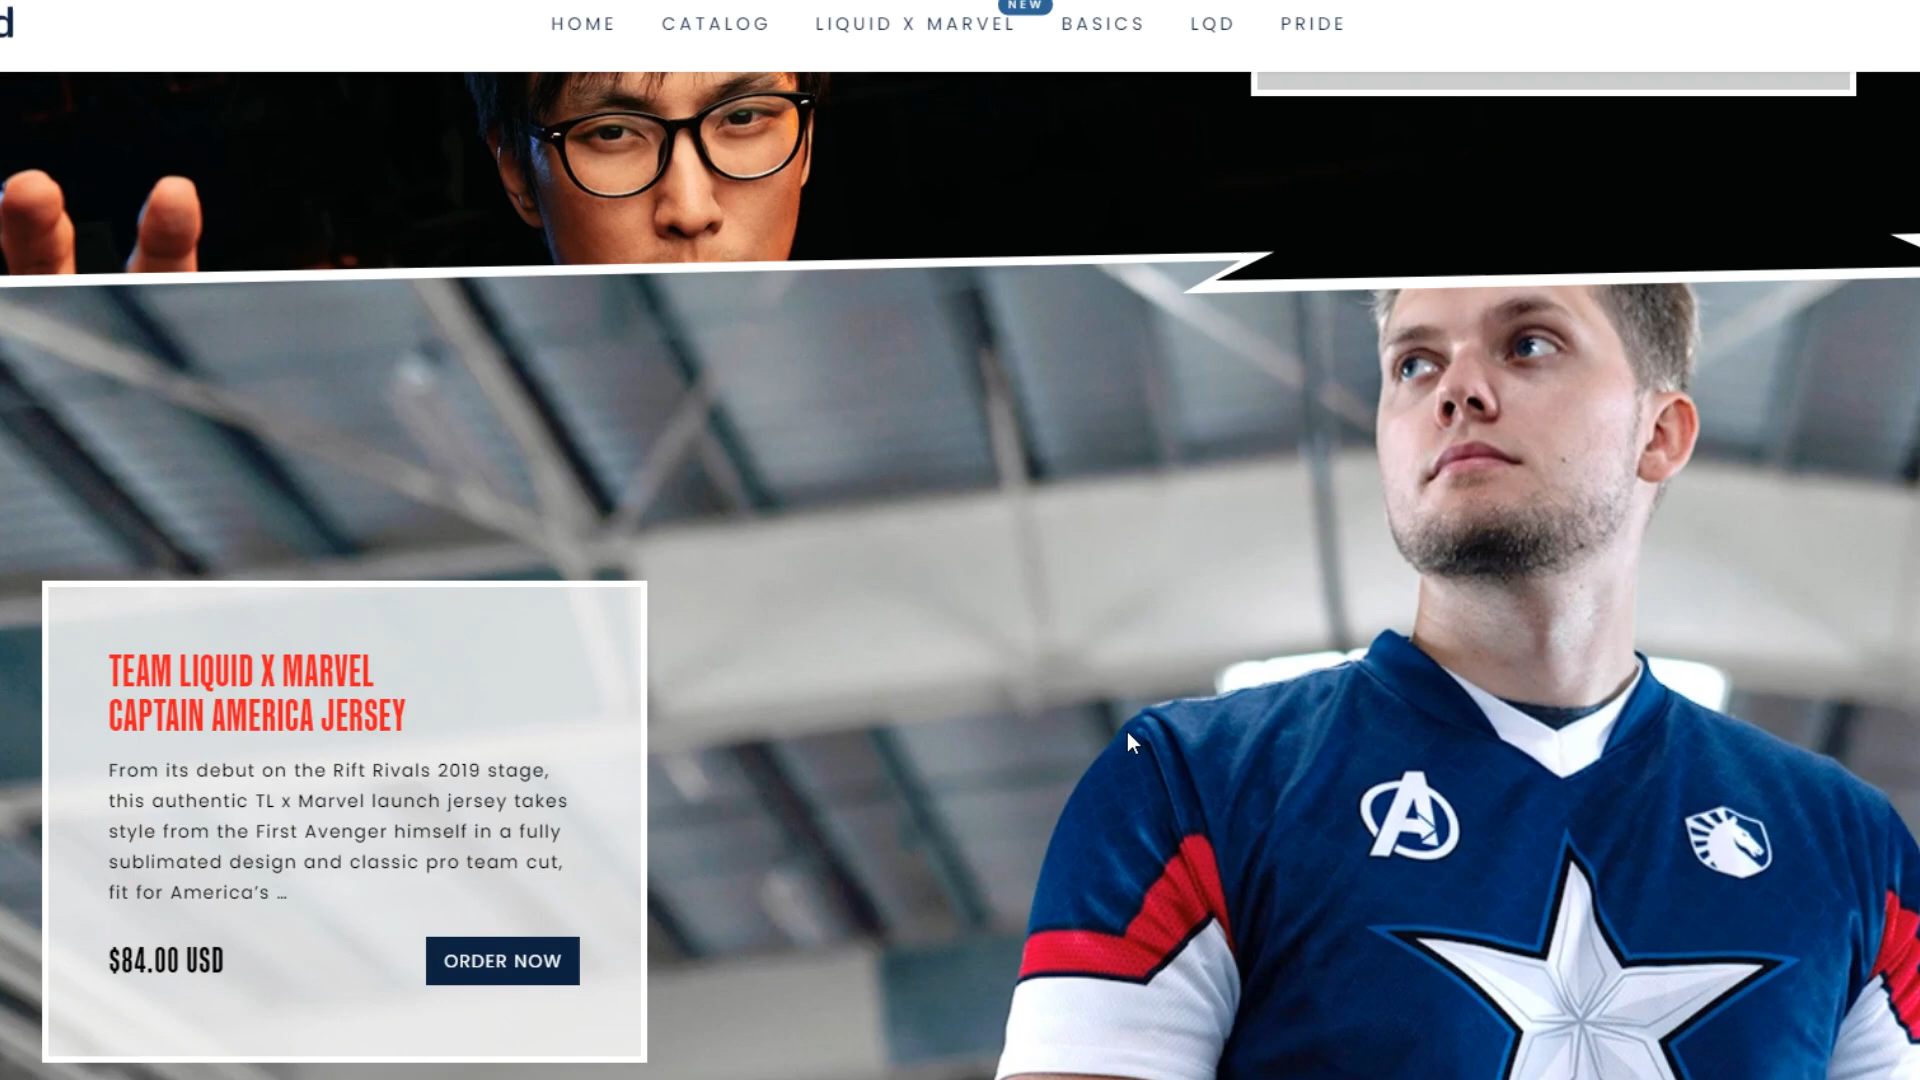 d
NEW
HOME CATALOG LIQUID X MARVEL BASICS LQD PRIDE
TEAM LIQUID X MARVEL
CAPTAIN AMERICA JERSEY
From its debut on the Rift Rivals 2019 stage,
this authentic TL x Marvel launch jersey takes
style from the First Avenger himself in a fully
sublimated design and classic pro team cut,
fit for America’s …
$84.00 USD
ORDER NOW
A